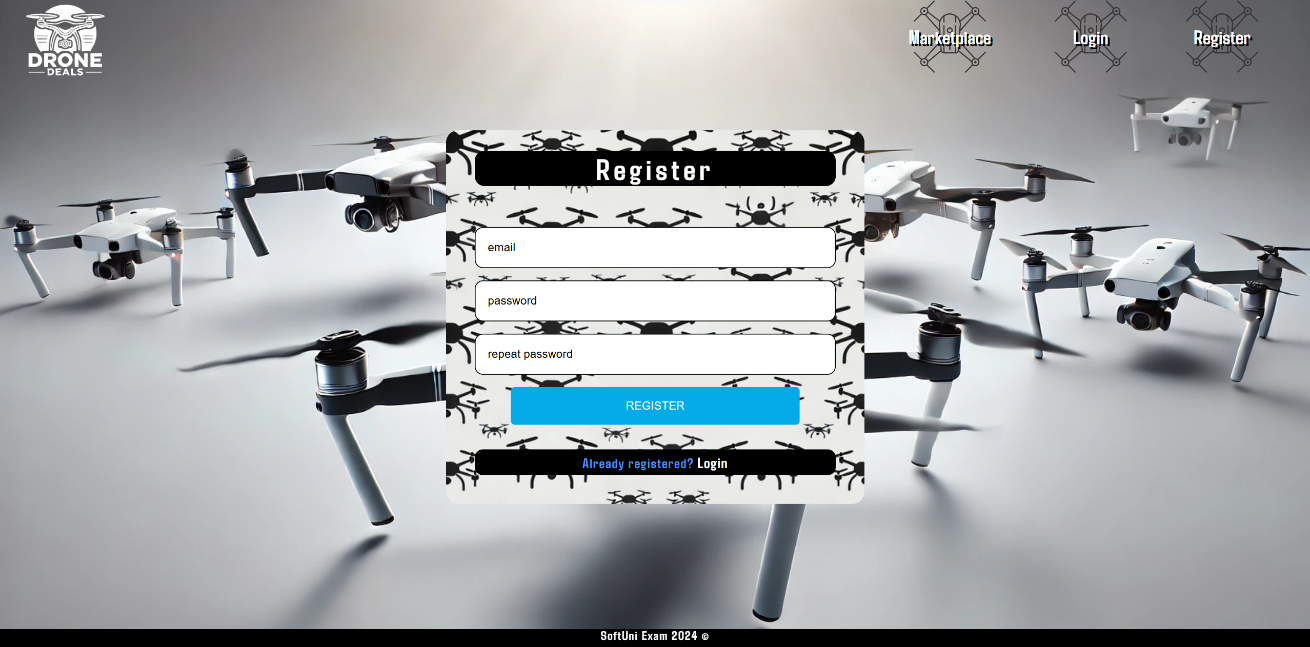 DRONE
DEALS
Marketplace
Login
Register
Register
email
password
repeat password
REGISTER
Already registered? Login
SoftUni Exam 2024 ©